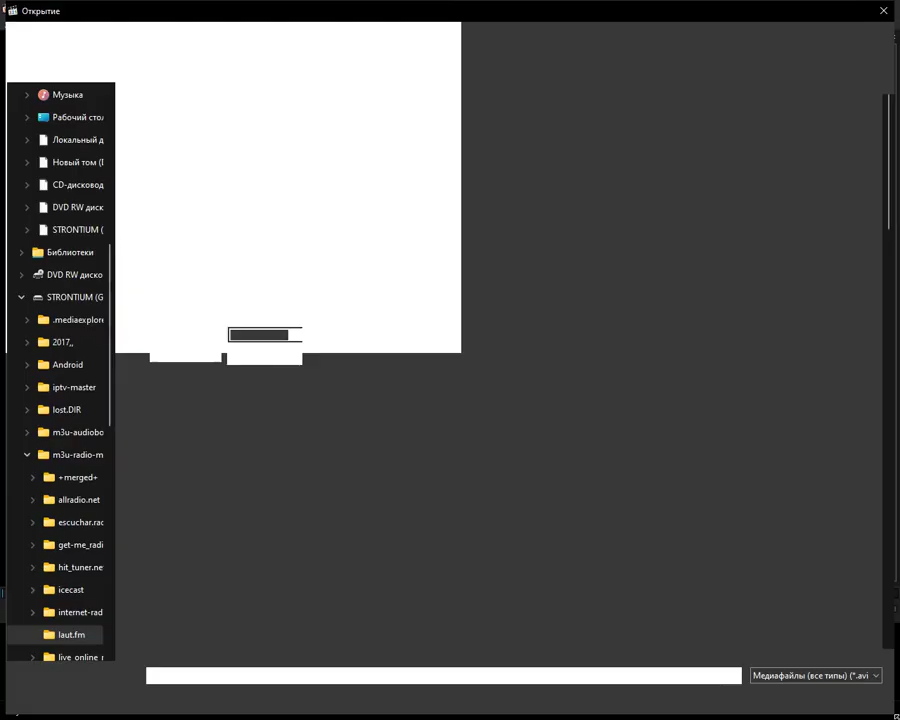 Открытие
Музыка
Рабочий стол
Локальный д
Новый том (I
CD-дисковод
DVD RW диск
STRONTIUM (
Библиотеки
DVD RW диско
STRONTIUM (G
.mediaexplore
2017,,
Android
iptv-master
lost.DIR
m3u-audiobo
m3u-radio-m
+merged+
allradio.net
escuchar.rac
get-me_radi
hit_tuner.ne
icecast
internet-rad
laut.fm
live_online_r
Медиафайлы (все типы) (*.avi